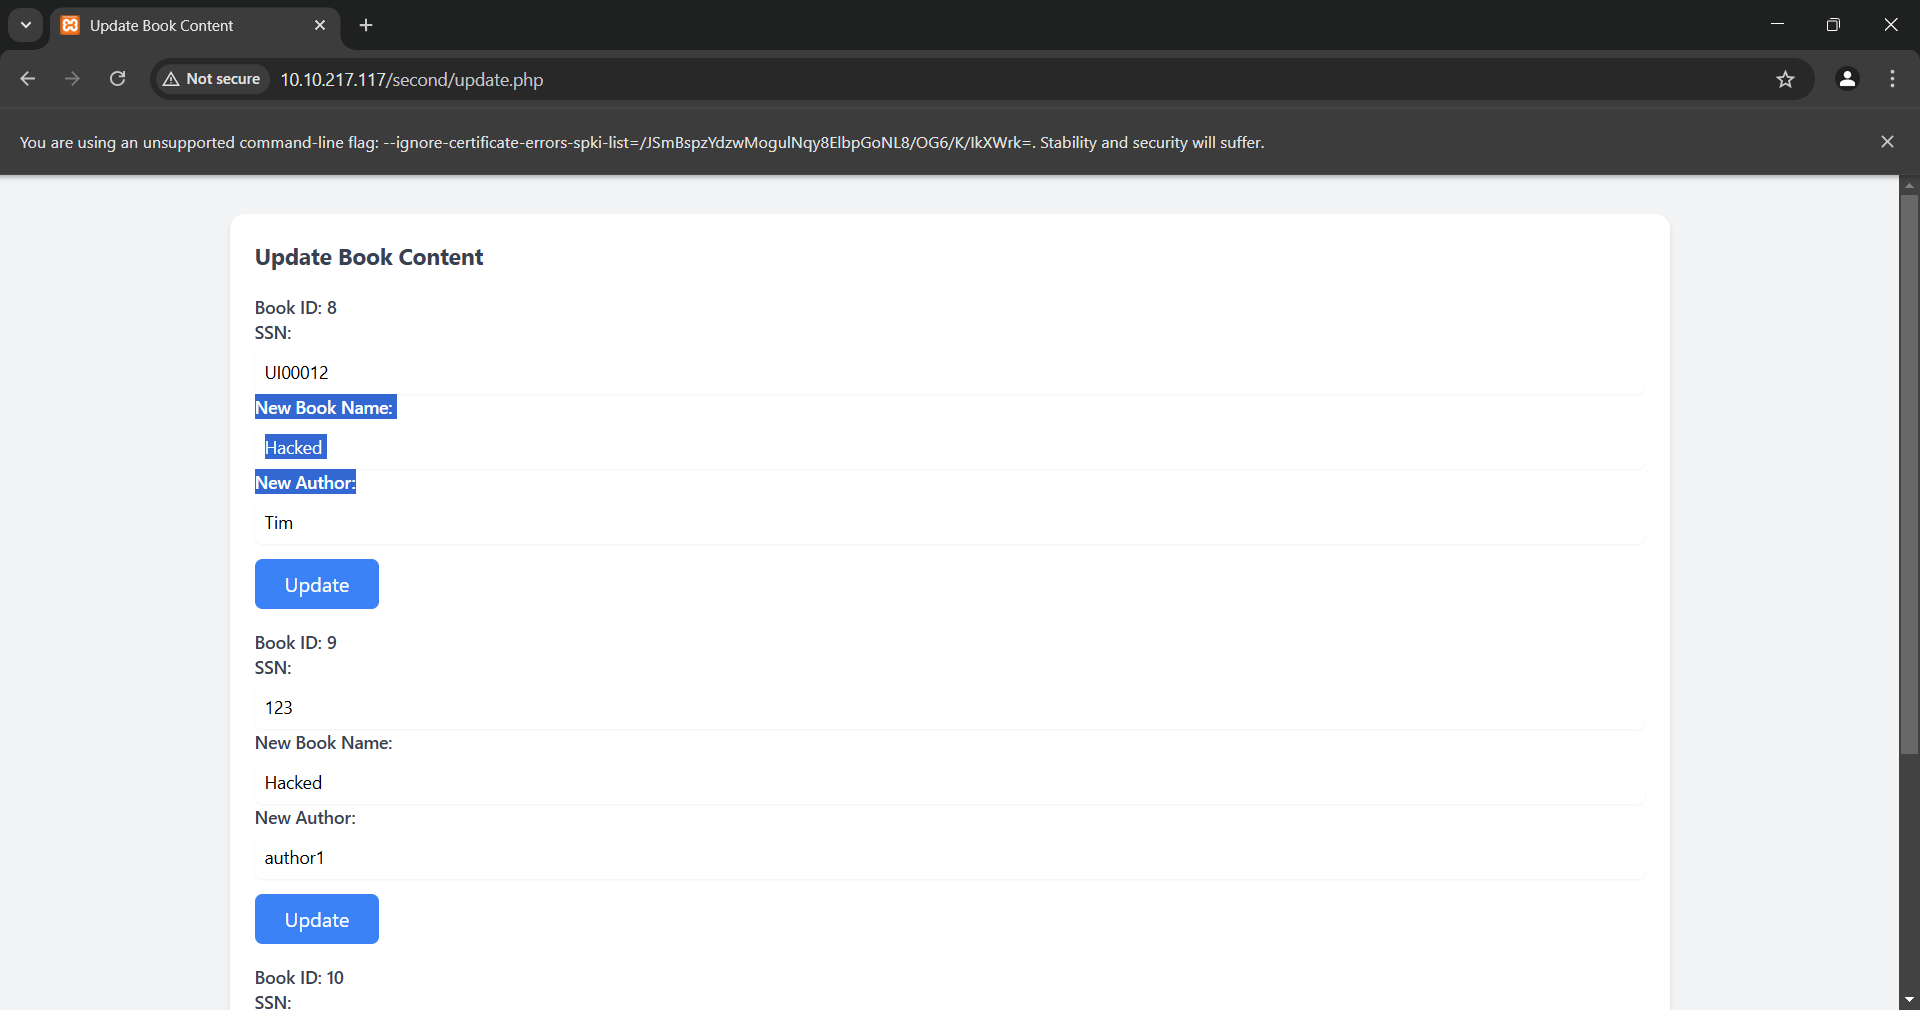 Update Book Content
Not secure
10.10.217.117/second/update.php
You are using an unsupported command-line flag: --ignore-certificate-errors-spki-list=/JSmBspzYdzwMogulNqy8ElbpGoNL8/OG6/K/IkXWrk=. Stability and security will suffer.
Update Book Content
Book ID: 8
SSN:
UI00012
New Book Name:
Hacked
New Author:
Tim
Update
Book ID: 9
SSN:
123
New Book Name:
Hacked
New Author:
author1
Update
Book ID: 10
SSN: